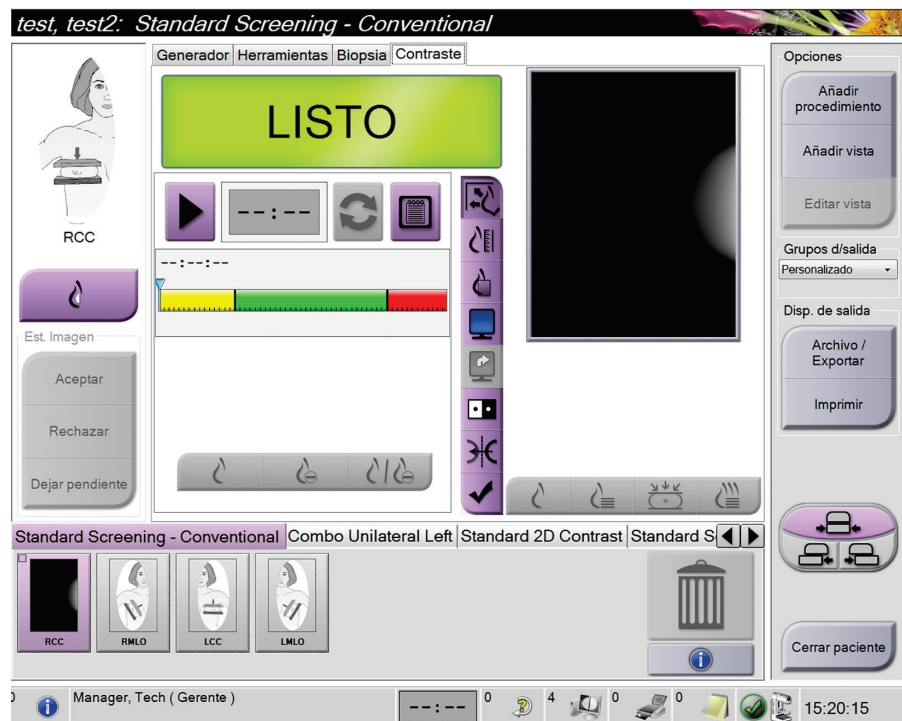 test, test2: Standard Screening - Conventional
Generador Herramientas Biopsia Contraste
LISTO
--:--
--:--:--
RCC
Est. Imagen
Aceptar
Rechazar
Dejar pendiente
Opciones
Añadir
procedimiento
Añadir vista
Editar vista
Grupos d/salida
Personalizado
Disp. de salida
Archivo /
Exportar
Imprimir
Standard Screening - Conventional Combo Unilateral Left Standard 2D Contrast Standard S
RCC RMLO LCC LMLO
Cerrar paciente
Manager, Tech ( Gerente )
--:--
0 4 0 0
15:20:15